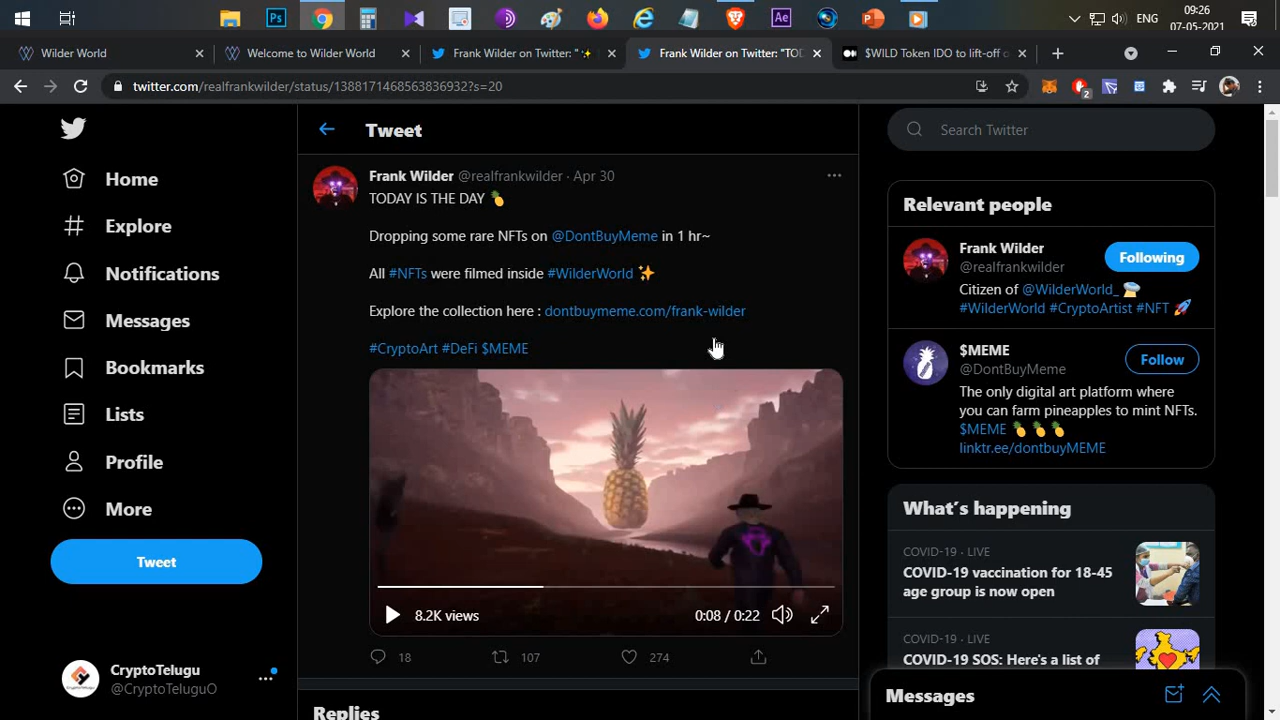 09:26
ENG
07-05-2021
Wilder World
Welcome to Wilder World
Frank Wilder on Twitter: "✨
Frank Wilder on Twitter: "TOD
$WILD Token IDO to lift-off o
twitter.com/realfrankwilder/status/1388171468563836932?s=20
2
Tweet
Search Twitter
Home
Explore
Notifications
Messages
Bookmarks
Lists
Profile
More
Tweet
CryptoTelugu
@CryptoTeluguO
Frank Wilder @realfrankwilder · Apr 30
TODAY IS THE DAY 🍍
Dropping some rare NFTs on @DontBuyMeme in 1 hr~
All #NFTs were filmed inside #WilderWorld ✨
Explore the collection here : dontbuymeme.com/frank-wilder
#CryptoArt #DeFi $MEME
8.2K views
0:08 / 0:22
18
107
274
Replies
Relevant people
Frank Wilder
@realfrankwilder
Following
Citizen of @WilderWorld_
#WilderWorld #CryptoArtist #NFT 🚀
$MEME
@DontBuyMeme
Follow
The only digital art platform where
you can farm pineapples to mint NFTs.
$MEME 🍍🍍🍍
linktr.ee/dontbuyMEME
What's happening
COVID-19 · LIVE
COVID-19 vaccination for 18-45
age group is now open
COVID-19 · LIVE
COVID-19 SOS: Here's a list of
Messages